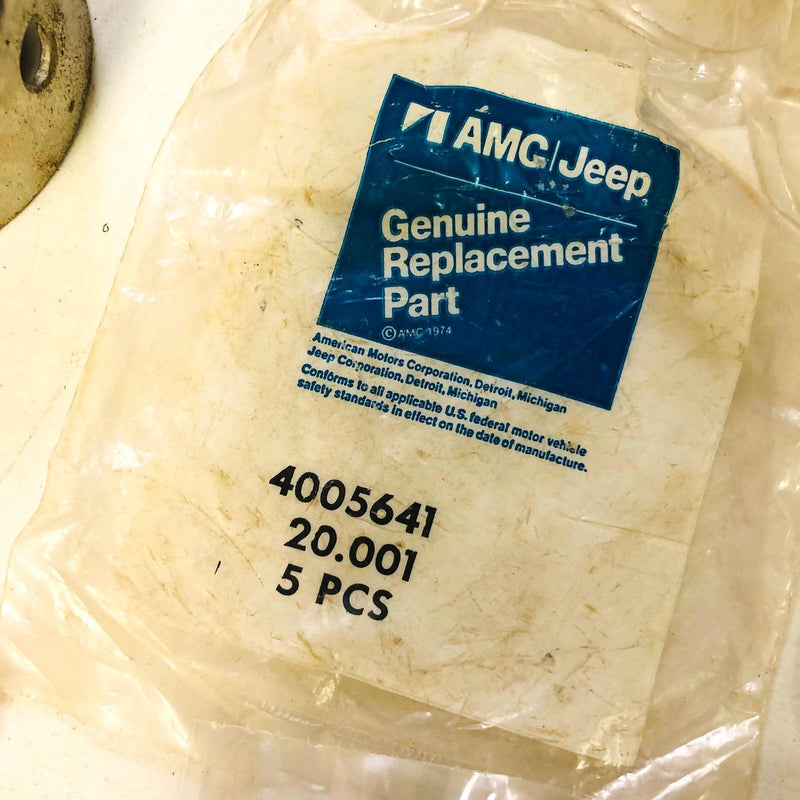 AMC/Jeep
Genuine
Replacement
Part
© AMC 1974
American Motors Corporation, Detroit, Michigan
Jeep Corporation, Detroit, Michigan
Conforms to all applicable U.S. federal motor vehicle
safety standards in effect on the date of manufacture.
4005641
20.001
5 PCS